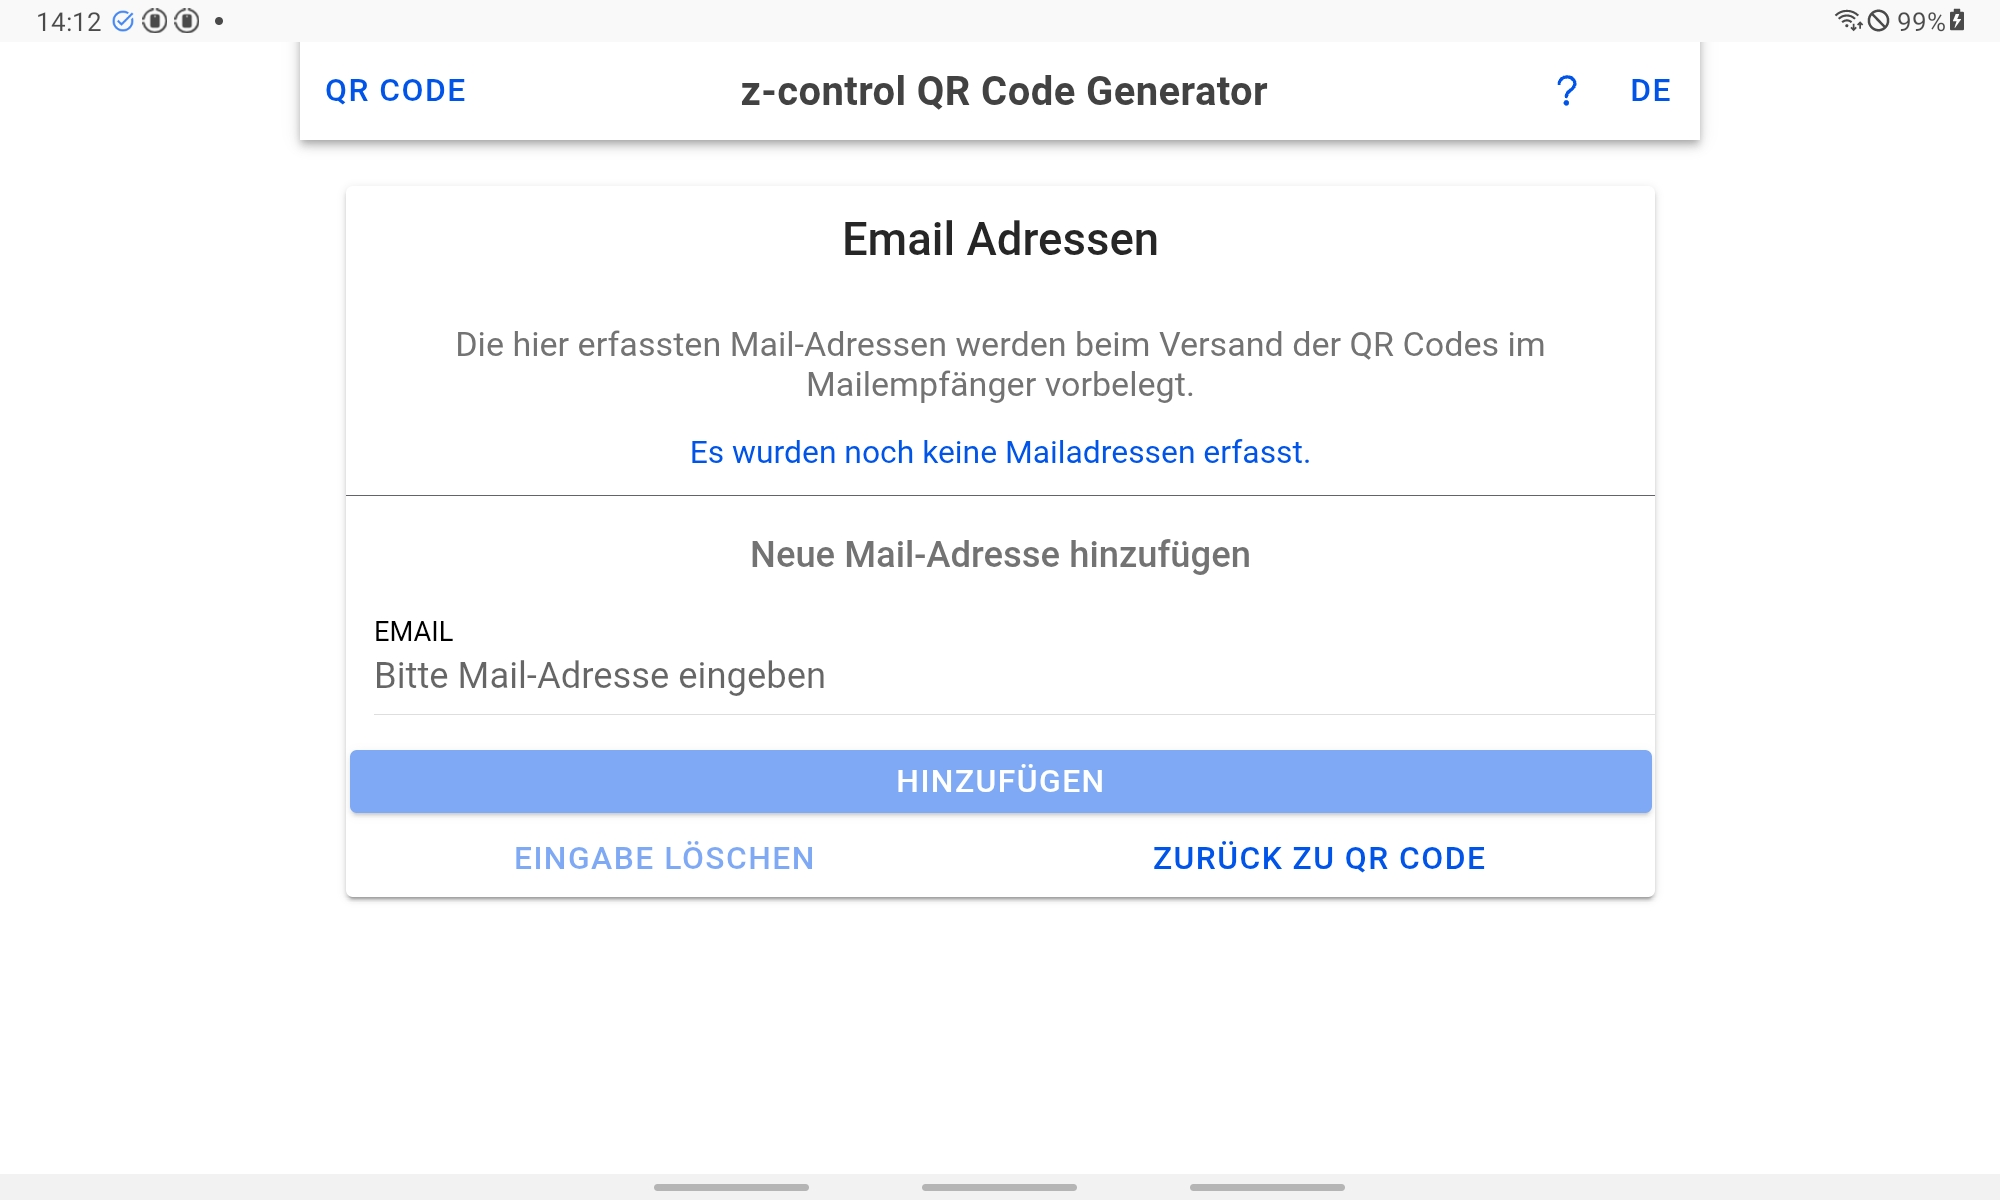 14:12
99%
QR CODE
z-control QR Code Generator
?
DE
Email Adressen
Die hier erfassten Mail-Adressen werden beim Versand der QR Codes im
Mailempfänger vorbelegt.
Es wurden noch keine Mailadressen erfasst.
Neue Mail-Adresse hinzufügen
EMAIL
Bitte Mail-Adresse eingeben
HINZUFÜGEN
EINGABE LÖSCHEN
ZURÜCK ZU QR CODE